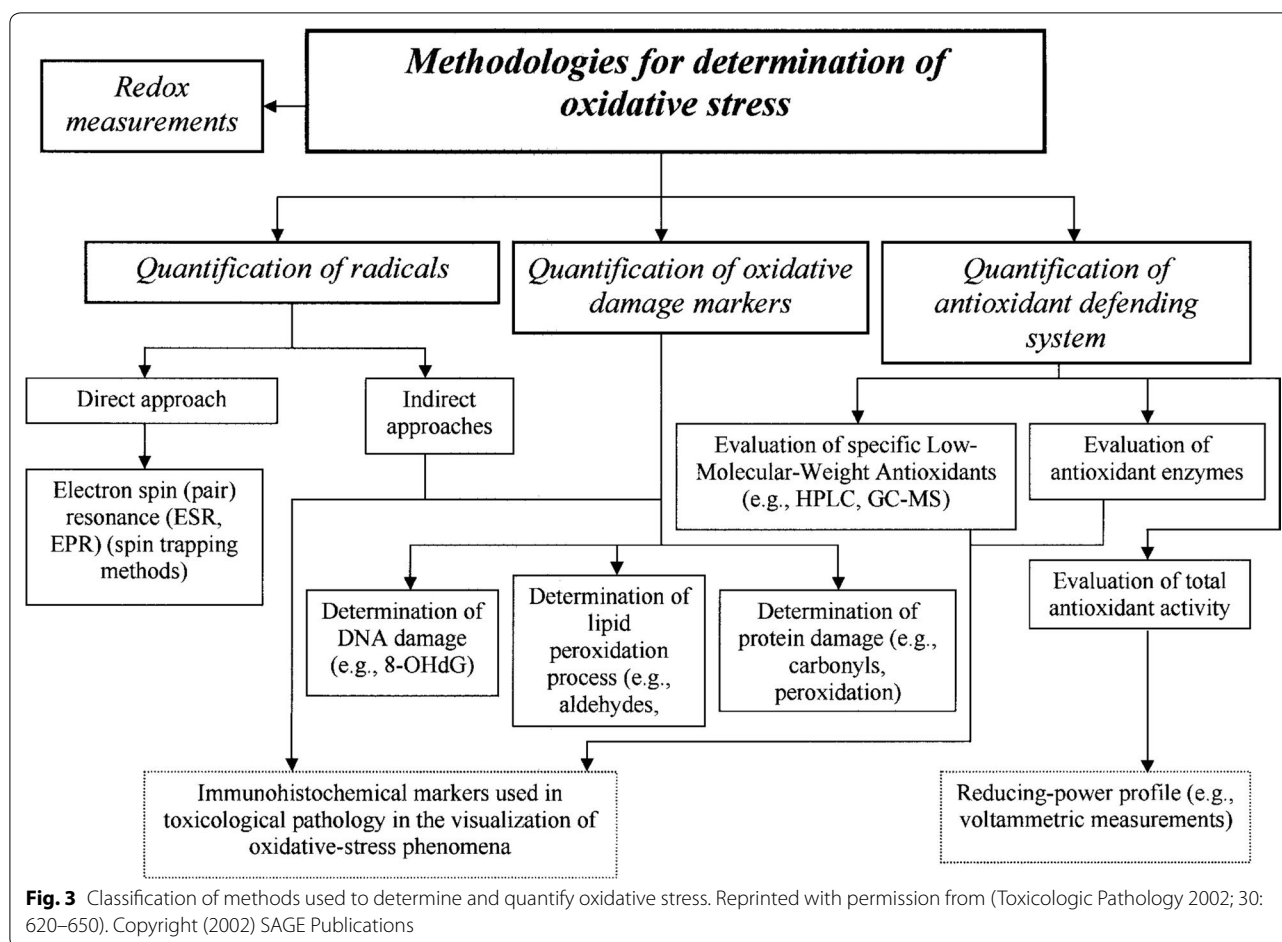 Methodologies for determination of
oxidative stress
Redox
measurements
Quantification of radicals
Quantification of oxidative
damage markers
Quantification of
antioxidant defending
system
Direct approach
Indirect
approaches
Evaluation of specific Low-
Molecular-Weight Antioxidants
(e.g., HPLC, GC-MS)
Evaluation of
antioxidant enzymes
Electron spin (pair)
resonance (ESR,
EPR) (spin trapping
methods)
Evaluation of total
antioxidant activity
Determination of
DNA damage
(e.g., 8-OHdG)
Determination of
lipid
peroxidation
process (e.g.,
aldehydes,
Determination of
protein damage (e.g.,
carbonyls,
peroxidation)
Immunohistochemical markers used in
toxicological pathology in the visualization of
oxidative-stress phenomena
Reducing-power profile (e.g.,
voltammetric measurements)
Fig. 3 Classification of methods used to determine and quantify oxidative stress. Reprinted with permission from (Toxicologic Pathology 2002; 30:
620–650). Copyright (2002) SAGE Publications